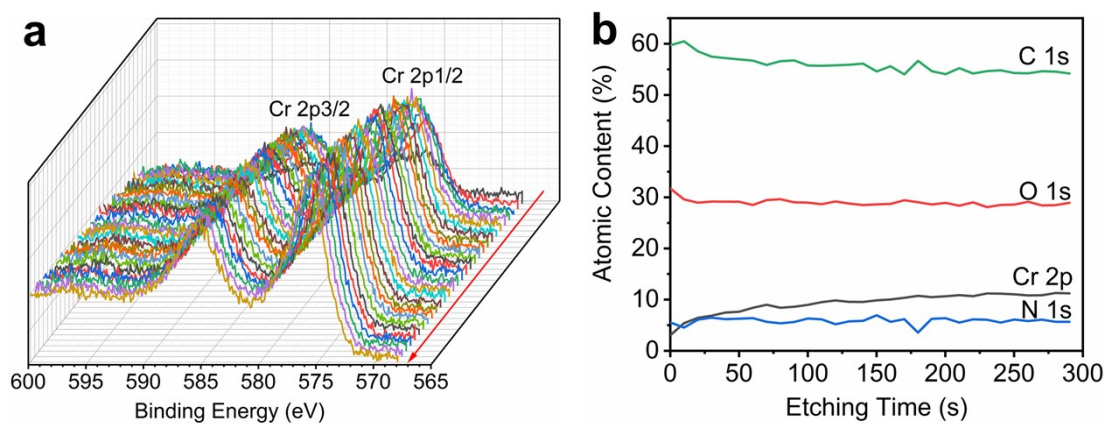 a
Cr 2p1/2
Cr 2p3/2
600 595 590 585 580 575 570 565
Binding Energy (eV)
b
Atomic Content (%)
60
50
40
30
20
10
0
C 1s
O 1s
Cr 2p
N 1s
0 50 100 150 200 250 300
Etching Time (s)